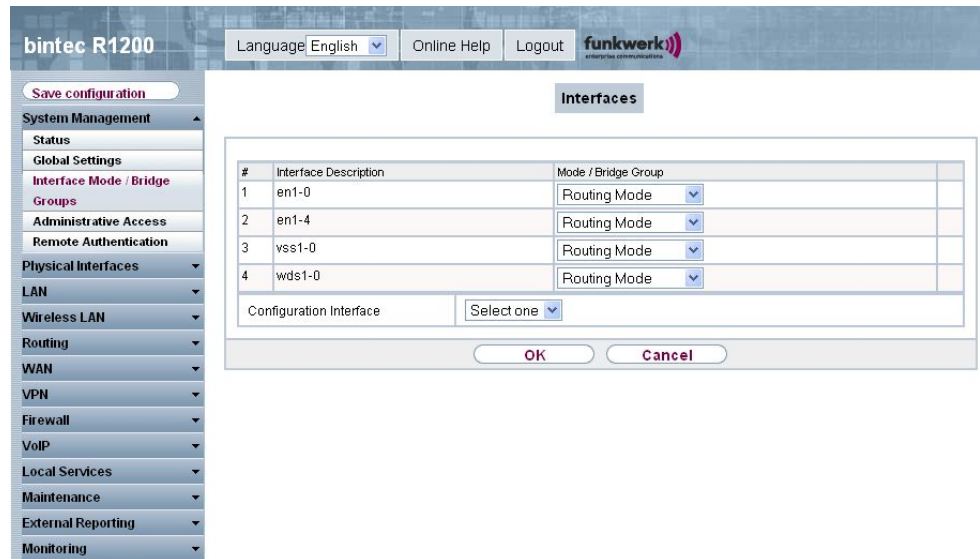 bintec R1200
Language English Online Help Logout funkwerk
enterprise communications
Save configuration
System Management
Status
Global Settings
Interface Mode / Bridge
Groups
Administrative Access
Remote Authentication
Physical Interfaces
LAN
Wireless LAN
Routing
WAN
VPN
Firewall
VoIP
Local Services
Maintenance
External Reporting
Monitoring
Interfaces
# Interface Description Mode / Bridge Group
1 en1-0 Routing Mode
2 en1-4 Routing Mode
3 vss1-0 Routing Mode
4 wds1-0 Routing Mode
Configuration Interface Select one
OK Cancel